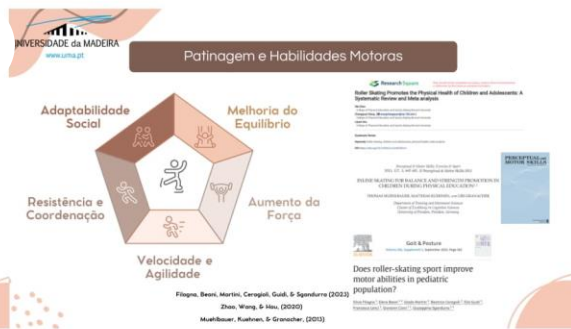 UNIVERSIDADE da MADEIRA
www.uma.pt
Patinagem e Habilidades Motoras
Adaptabilidade
Social
Melhoria do
Equilíbrio
Resistência e
Coordenação
Aumento da
Força
Velocidade e
Agilidade
Filogna, Beani, Martini, Ceragioli, Guidi, & Sgandurra (2023)
Zhao, Wang, & Hou, (2020)
Muehlbauer, Kuehnen, & Granacher, (2013)
Research Square
Roller Skating Promotes the Physical Health of Children and Adolescents: A
Systematic Review and Meta-analysis
INLINE SKATING FOR BALANCE AND STRENGTH PROMOTION IN
CHILDREN DURING PHYSICAL EDUCATION
PERCEPTUAL and
MOTOR SKILLS
ELSEVIER
Gait & Posture
Does roller-skating sport improve
motor abilities in pediatric
population?